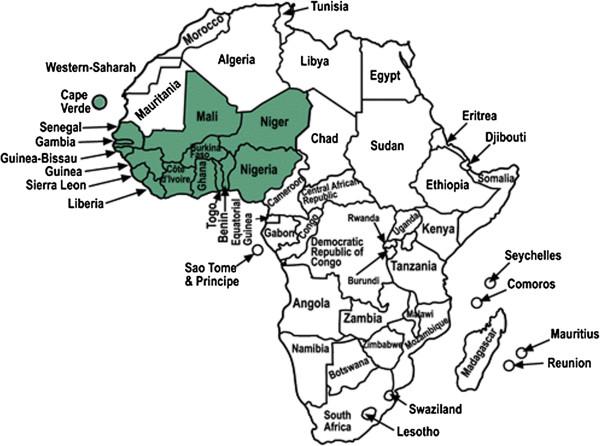 Tunisia
Morocco
Algeria
Libya
Egypt
Western-Saharah
Mauritania
Cape
Verde
Mali
Niger
Chad
Sudan
Eritrea
Djibouti
Senegal
Gambia
Guinea-Bissau
Guinea
Sierra Leon
Liberia
Burkina
Faso
Côte
d'Ivoire
Ghana
Togo
Benin
Nigeria
Cameroon
Central African
Republic
Ethiopia
Somalia
Equatorial
Guinea
Gabon
Congo
Rwanda
Uganda
Kenya
Democratic
Republic of
Congo
Burundi
Tanzania
Sao Tome
& Principe
Seychelles
Comoros
Angola
Zambia
Malawi
Mozambique
Madagascar
Mauritius
Reunion
Namibia
Zimbabwe
Botswana
South
Africa
Swaziland
Lesotho